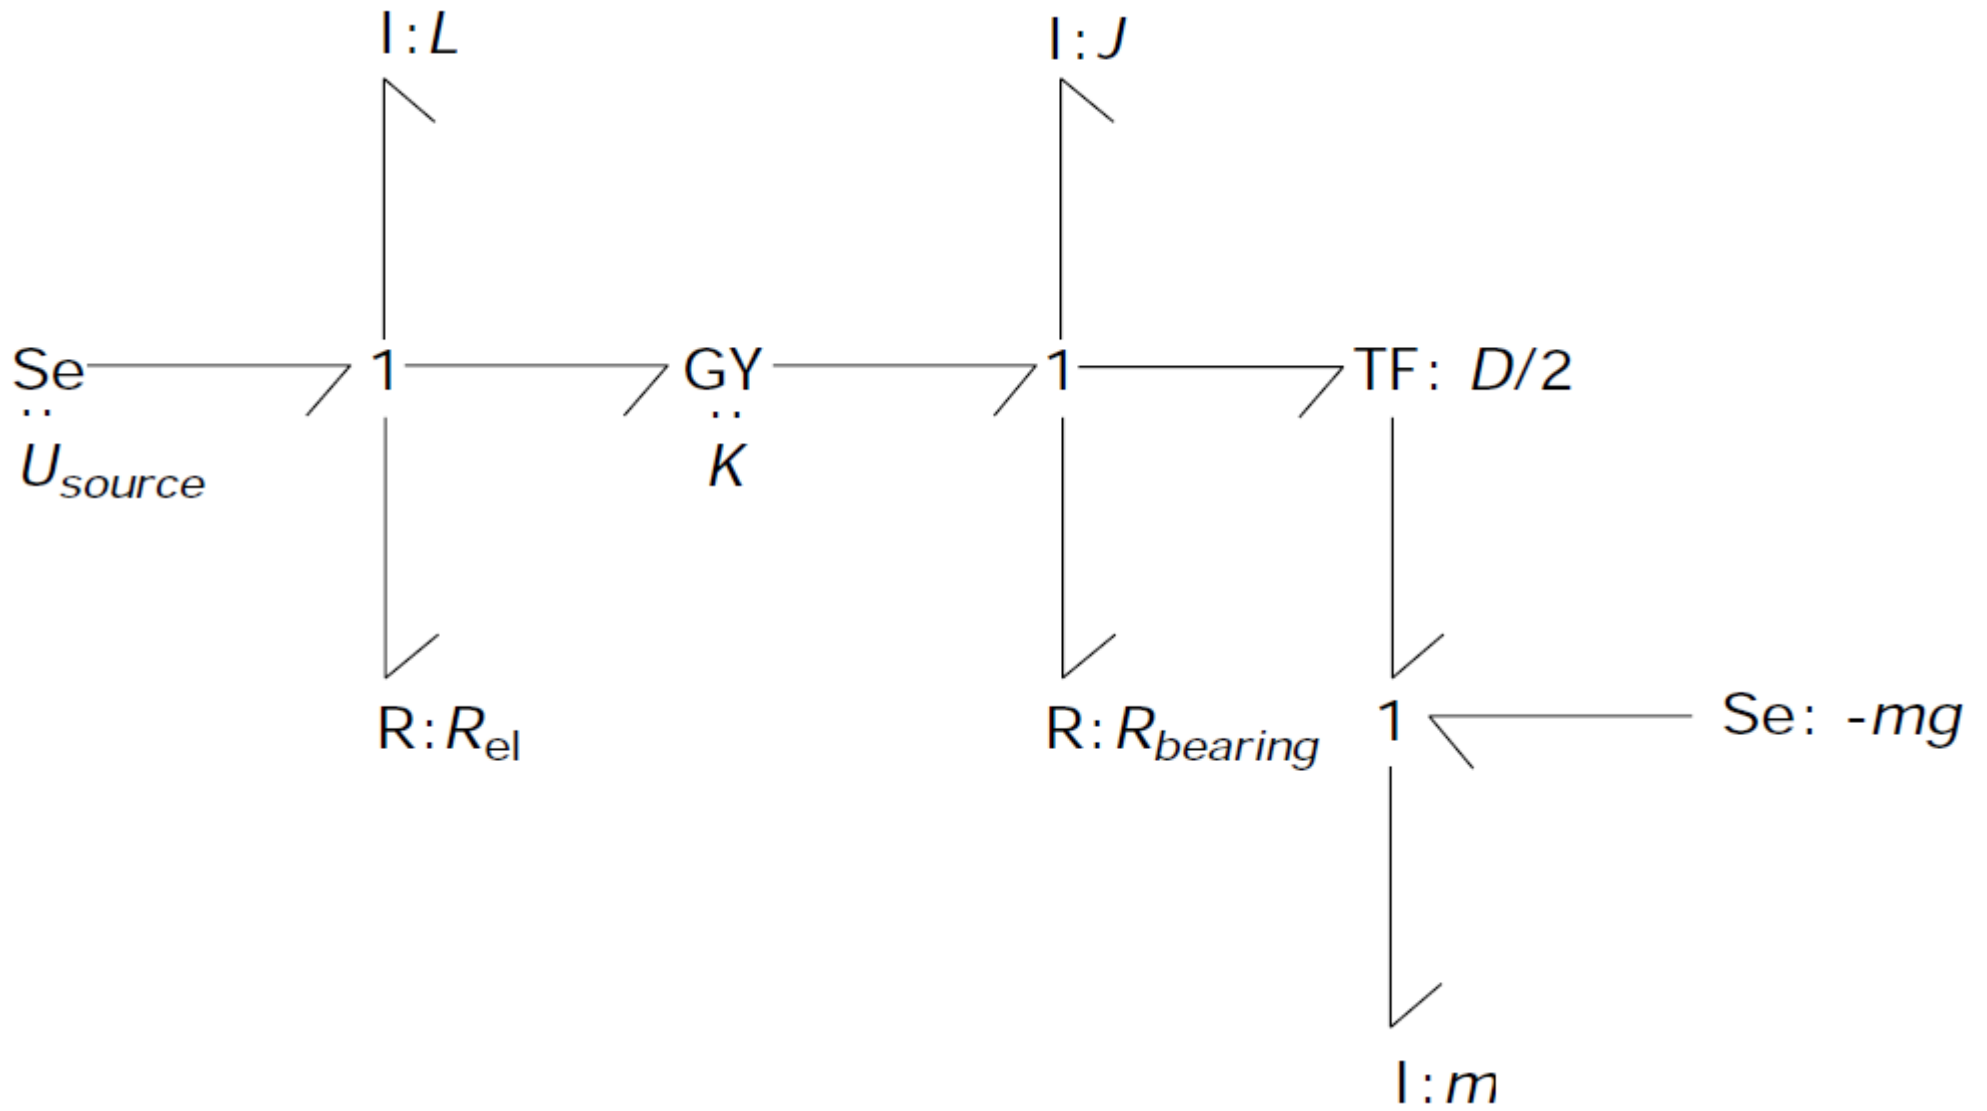 I:L
I:J
Se 1 GY 1 TF: D/2
..
..
U_source
K
R:R_el
R:R_bearing
1
Se: -mg
I:m